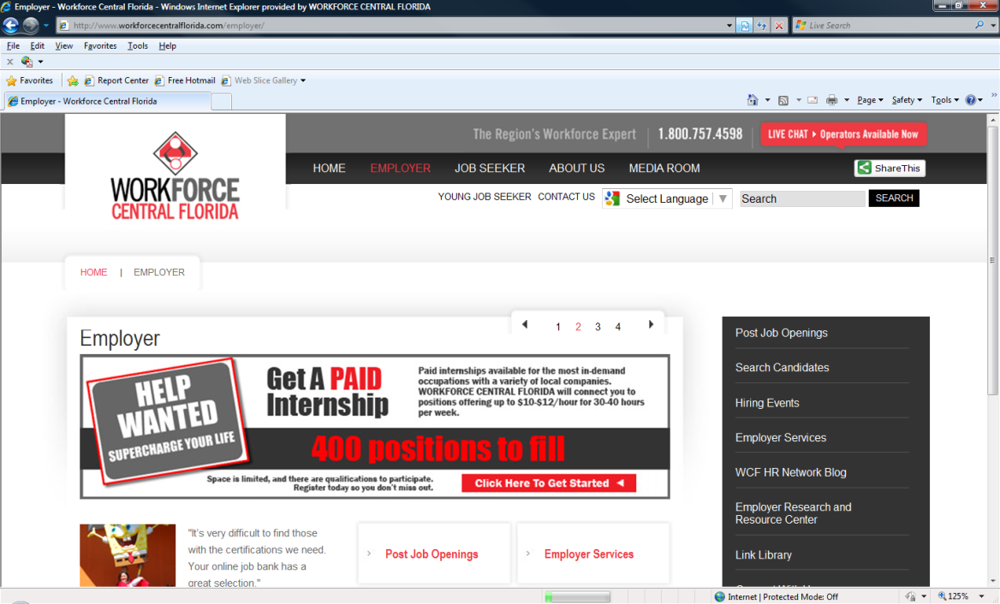 Employer - Workforce Central Florida - Windows Internet Explorer provided by WORKFORCE CENTRAL FLORIDA
http://www.workforcecentralflorida.com/employer/
Live Search
File Edit View Favorites Tools Help
Favorites Report Center Free Hotmail Web Slice Gallery
Employer - Workforce Central Florida
Page Safety Tools
The Region's Workforce Expert 1.800.757.4598 LIVE CHAT Operators Available Now
HOME EMPLOYER JOB SEEKER ABOUT US MEDIA ROOM ShareThis
WORKFORCE
CENTRAL FLORIDA
YOUNG JOB SEEKER CONTACT US Select Language Search SEARCH
HOME | EMPLOYER
1 2 3 4
Employer
HELP
WANTED
SUPERCHARGE YOUR LIFE
Get A PAID
Internship
Paid internships available for the most in-demand
occupations with a variety of local companies.
WORKFORCE CENTRAL FLORIDA will connect you to
positions offering up to $10-$12/hour for 30-40 hours
per week.
400 positions to fill
Space is limited, and there are qualifications to participate.
Register today so you don't miss out.
Click Here To Get Started
"It's very difficult to find those
with the certifications we need.
Your online job bank has a
great selection."
Post Job Openings
Employer Services
Post Job Openings
Search Candidates
Hiring Events
Employer Services
WCF HR Network Blog
Employer Research and
Resource Center
Link Library
Internet | Protected Mode: Off 125%